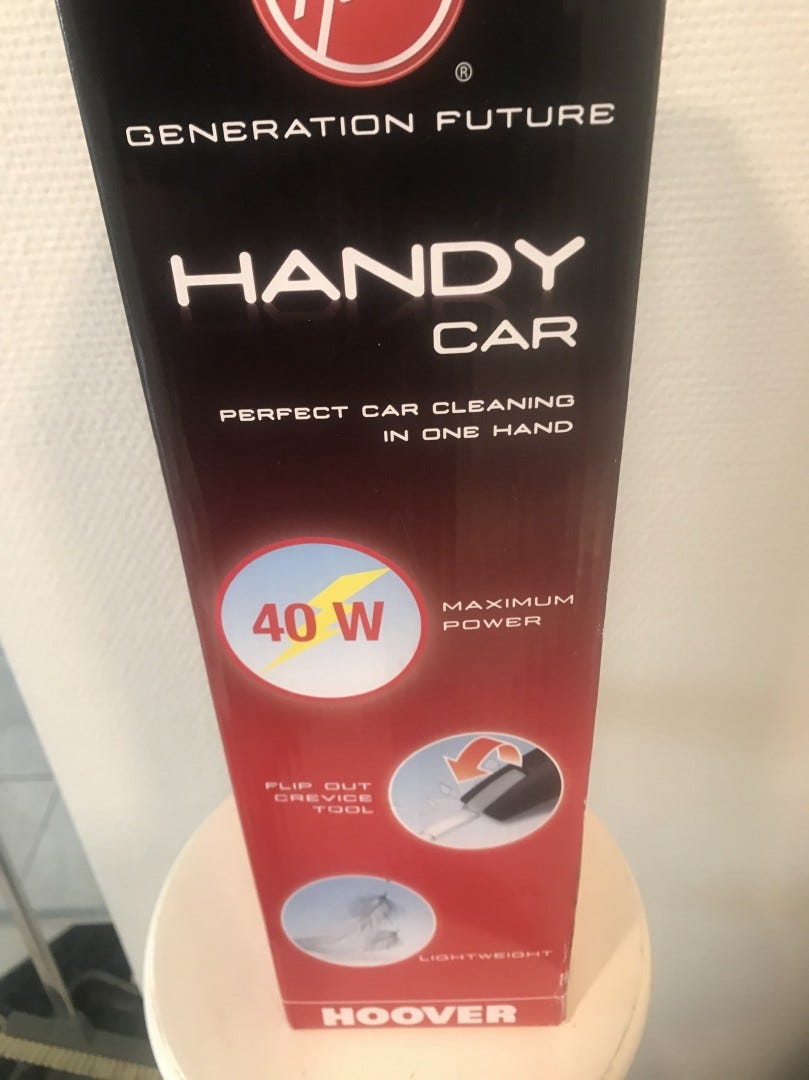 ®
GENERATION FUTURE
HANDY
CAR
PERFECT CAR CLEANING
IN ONE HAND
40 W
MAXIMUM
POWER
FLIP OUT
CREVICE
TOOL
LIGHTWEIGHT
HOOVER